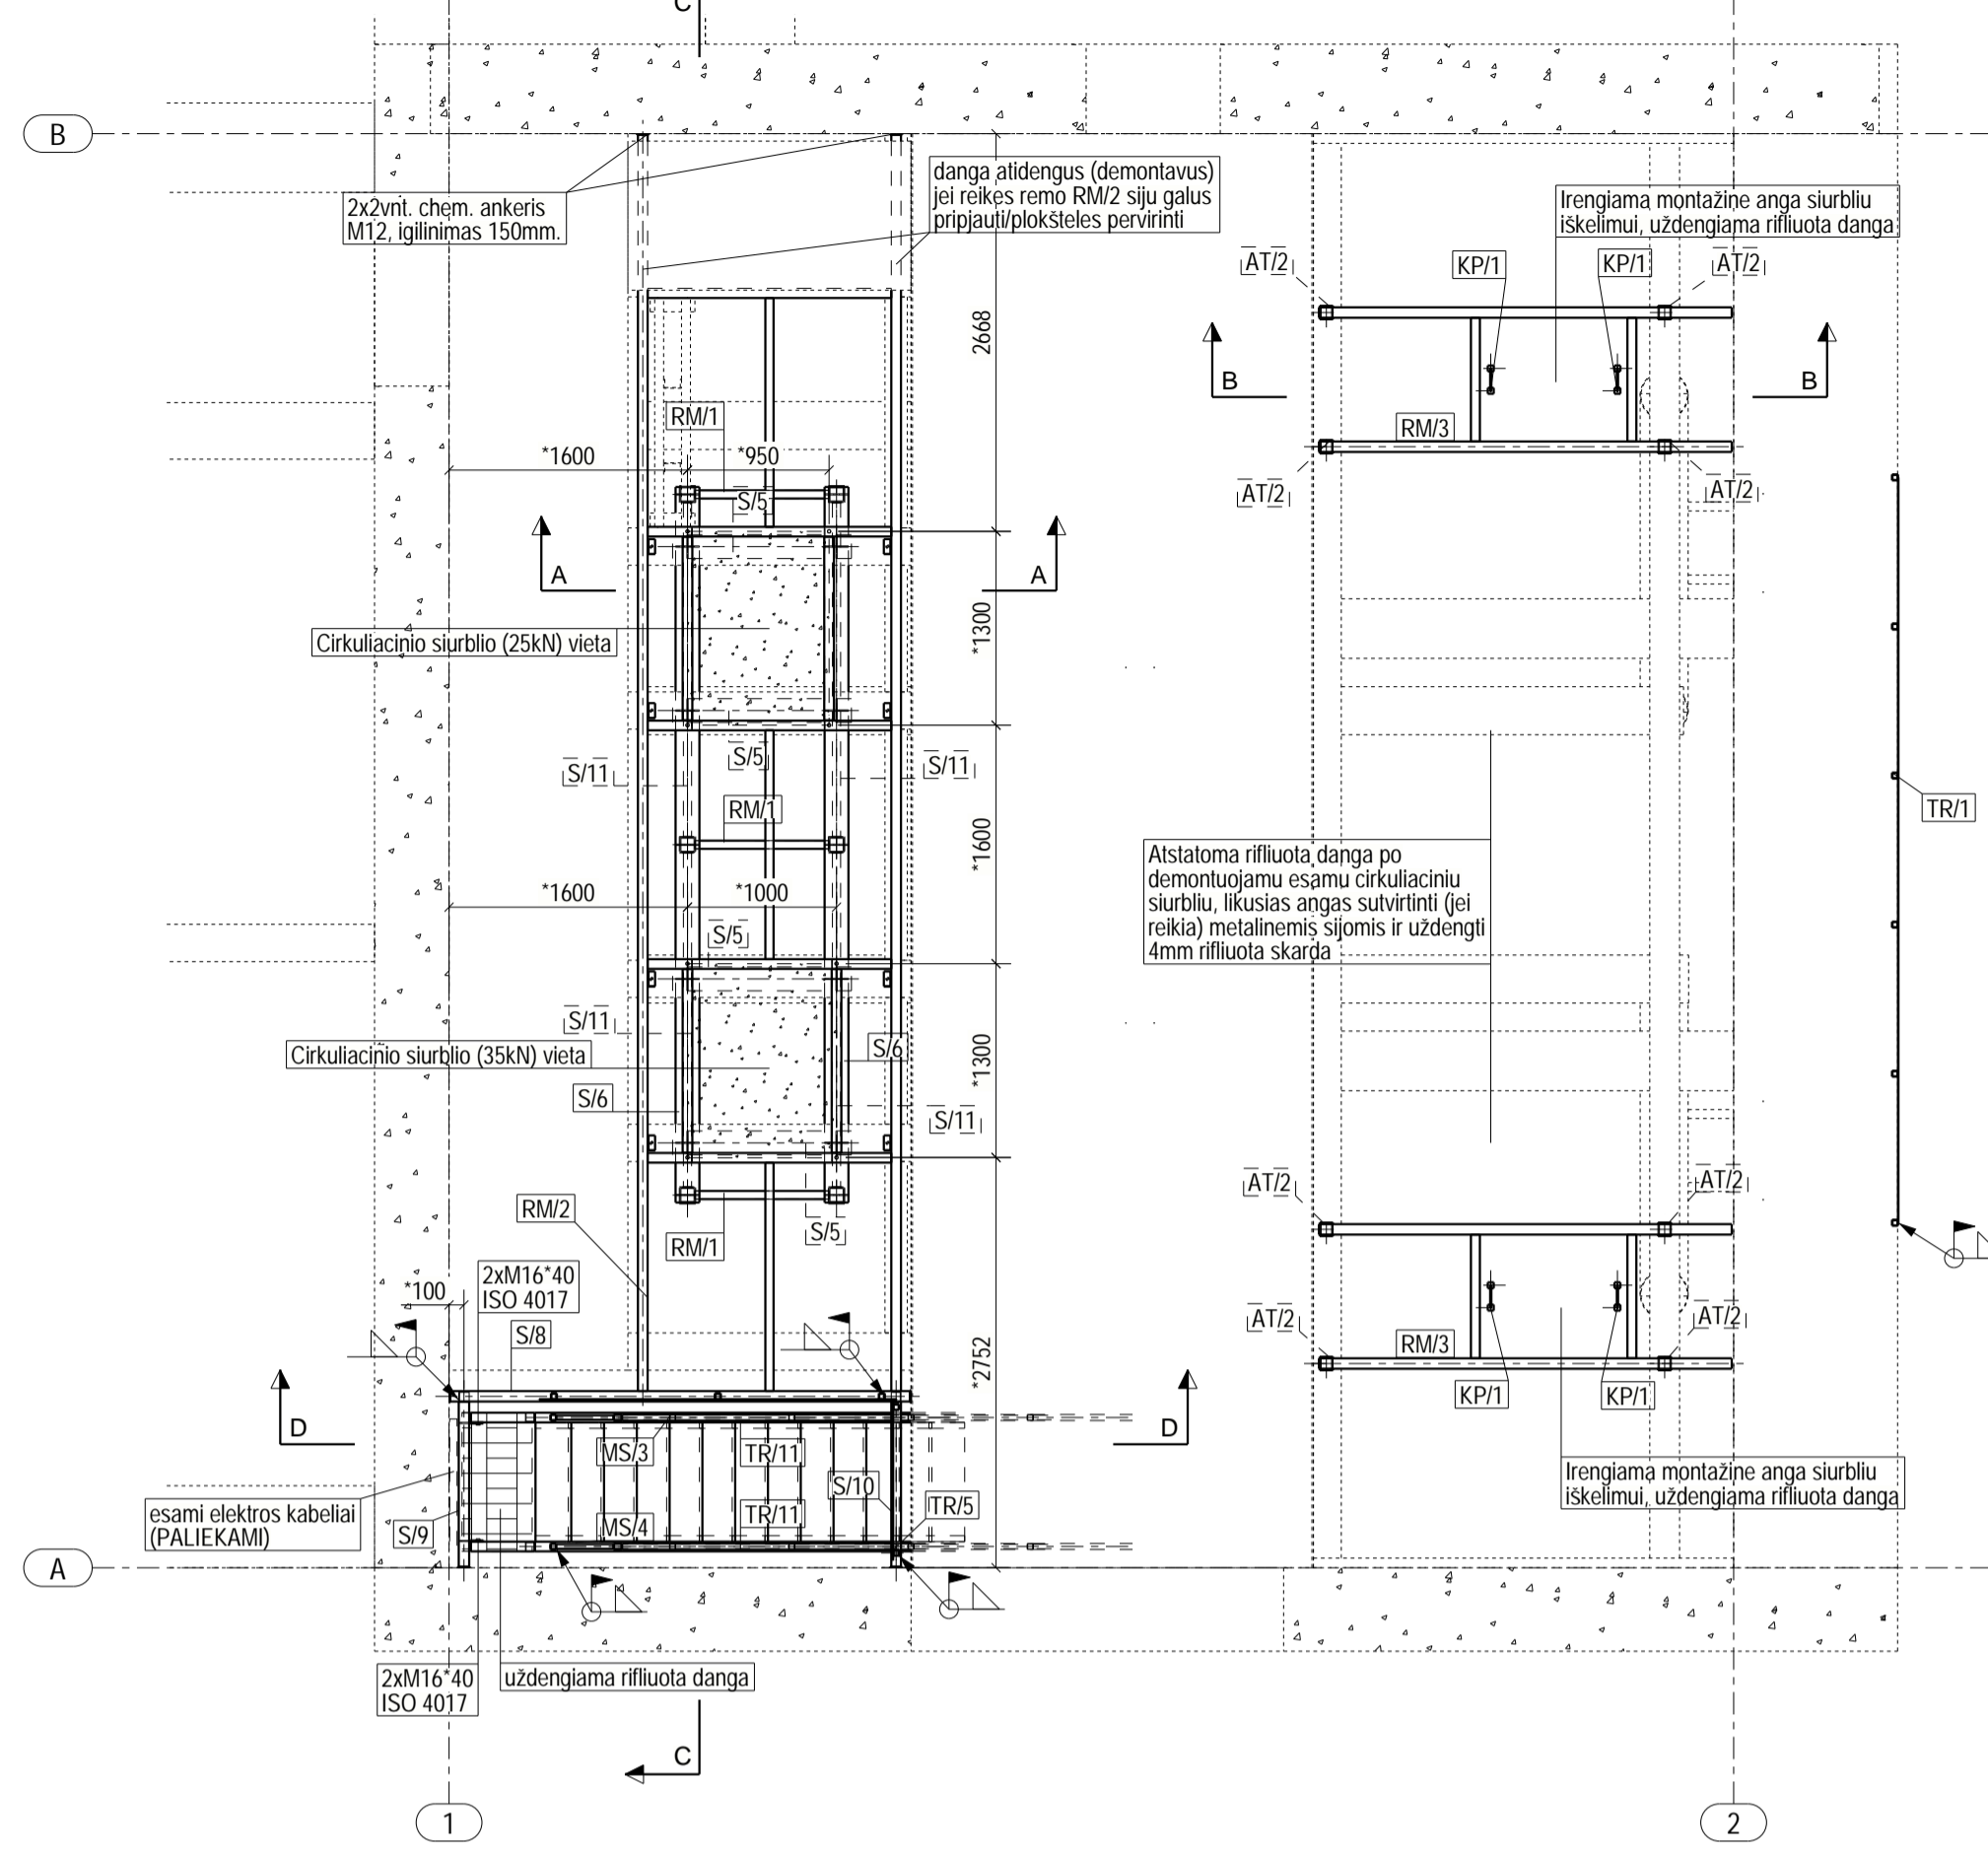 C
B
2x2vnt. chem. ankeris
M12, igilinimas 150mm.
danga atidengus (demontavus)
jei reikes remo RM/2 siju galus
pripjauti/plokšteles pervirinti
Irengiama montažine anga siurbliu
iškelimui, uždengiama rifliuota danga
AT/2
KP/1
KP/1
AT/2
2668
B
B
RM/1
RM/3
*1600
*950
AT/2
AT/2
S/5
A
A
*1300
Cirkuliacinio siurblio (25kN) vieta
S/5
S/11
S/11
RM/1
TR/1
*1600
Atstatoma rifliuota danga po
demontuojamu esamu cirkuliaciniu
siurbliu, likusias angas sutvirtinti (jei
reikia) metalinemis sijomis ir uždengti
4mm rifliuota skarda
*1600
*1000
S/5
S/11
S/6
Cirkuliacinio siurblio (35kN) vieta
*1300
S/6
S/11
AT/2
AT/2
RM/2
S/5
RM/1
2xM16*40
ISO 4017
*100
S/8
AT/2
AT/2
RM/3
*2752
KP/1
KP/1
D
D
MS/3
TR/11
S/10
Irengiama montažine anga siurbliu
iškelimui, uždengiama rifliuota danga
esami elektros kabeliai
(PALIEKAMI)
S/9
MS/4
TR/11
TR/5
A
2xM16*40
ISO 4017
uždengiama rifliuota danga
C
1
2